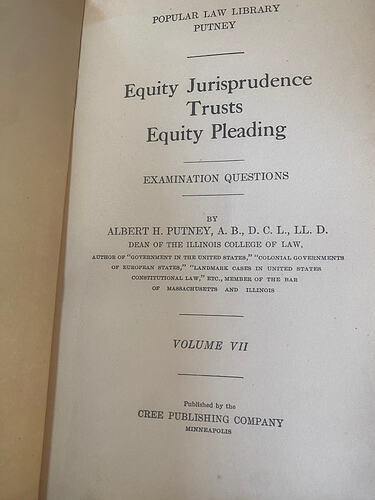 POPULAR LAW LIBRARY
PUTNEY
Equity Jurisprudence
Trusts
Equity Pleading
EXAMINATION QUESTIONS
BY
ALBERT H. PUTNEY, A. B., D. C. L., LL. D.
DEAN OF THE ILLINOIS COLLEGE OF LAW,
AUTHOR OF "GOVERNMENT IN THE UNITED STATES," "COLONIAL GOVERNMENTS
OF EUROPEAN STATES," "LANDMARK CASES IN UNITED STATES
CONSTITUTIONAL LAW," ETC., MEMBER OF THE BAR
OF MASSACHUSETTS AND ILLINOIS
VOLUME VII
Published by the
CREE PUBLISHING COMPANY
MINNEAPOLIS